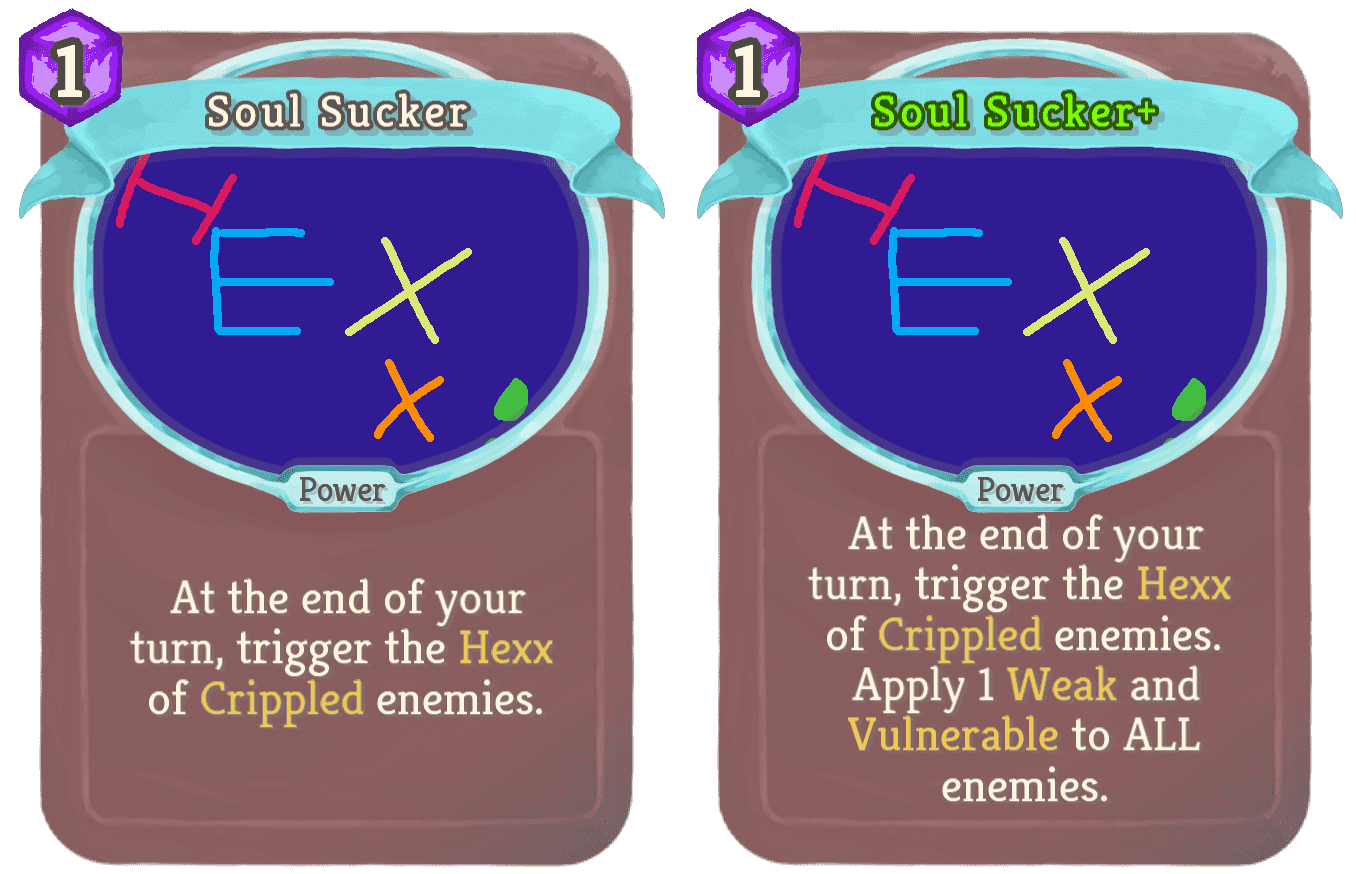 1
Soul Sucker
H
E X
X
Power
At the end of your
turn, trigger the Hexx
of Crippled enemies.
1
Soul Sucker+
H
E X
X
Power
At the end of your
turn, trigger the Hexx
of Crippled enemies.
Apply 1 Weak and
Vulnerable to ALL
enemies.